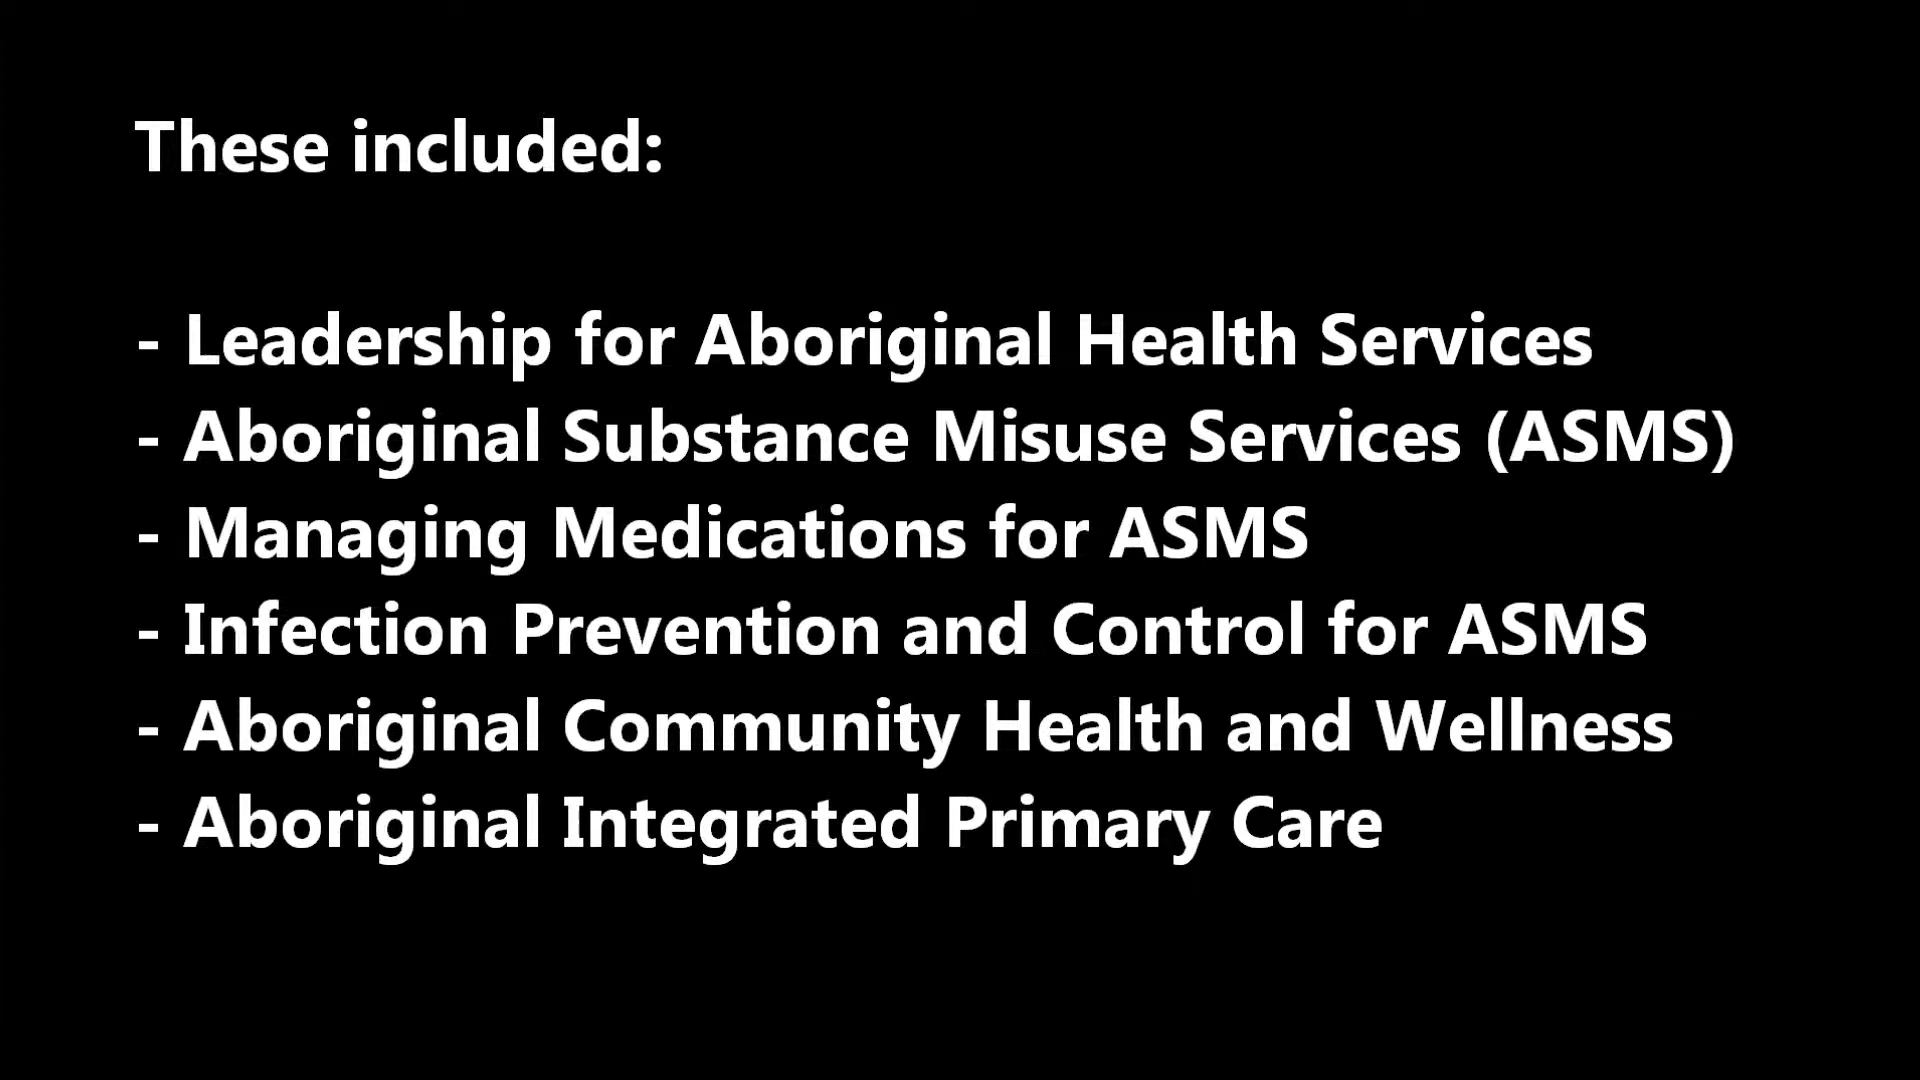 These included:
- Leadership for Aboriginal Health Services
- Aboriginal Substance Misuse Services (ASMS)
- Managing Medications for ASMS
- Infection Prevention and Control for ASMS
- Aboriginal Community Health and Wellness
- Aboriginal Integrated Primary Care